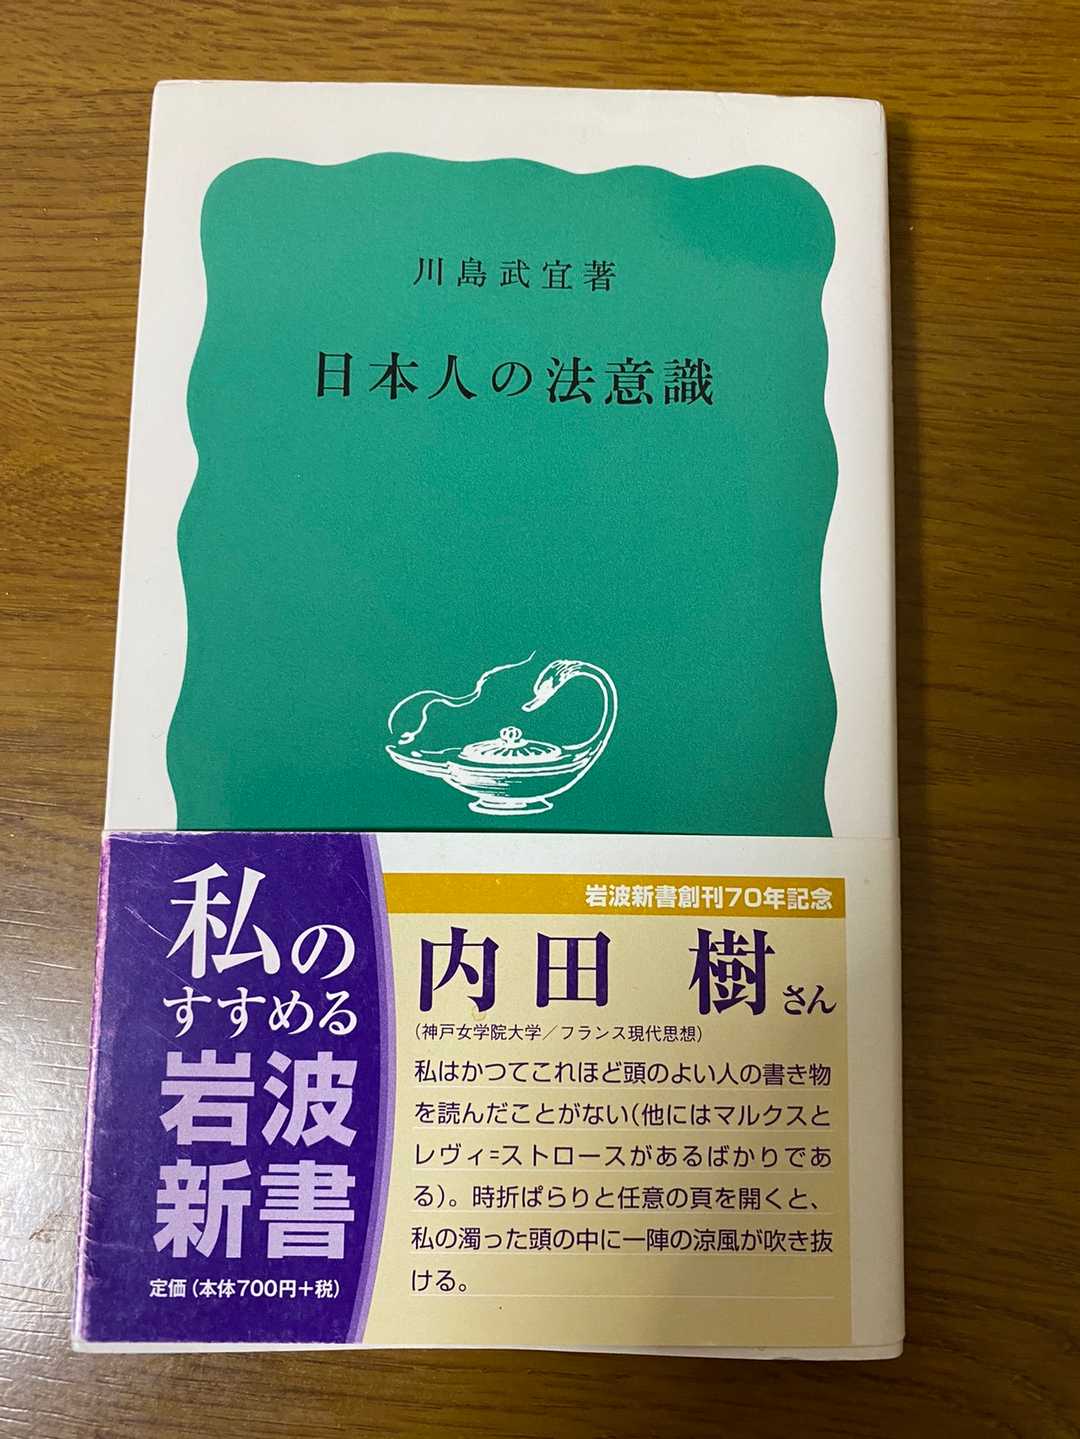 川島武宜著
日本人の法意識
私の
すすめる
岩波
新書
定価(本体700円+税)
岩波新書創刊70年記念
内田 樹さん
(神戸女学院大学/フランス現代思想)
私はかつてこれほど頭のよい人の書き物
を読んだことがない(他にはマルクスと
レヴィ=ストロースがあるばかりであ
る)。時折ぱらりと任意の頁を開くと、
私の濁った頭の中に一陣の涼風が吹き抜
ける。